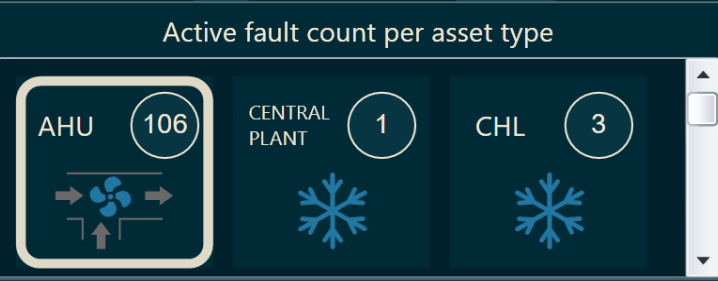 Active fault count per asset type
AHU
106
CENTRAL
PLANT
1
CHL
3